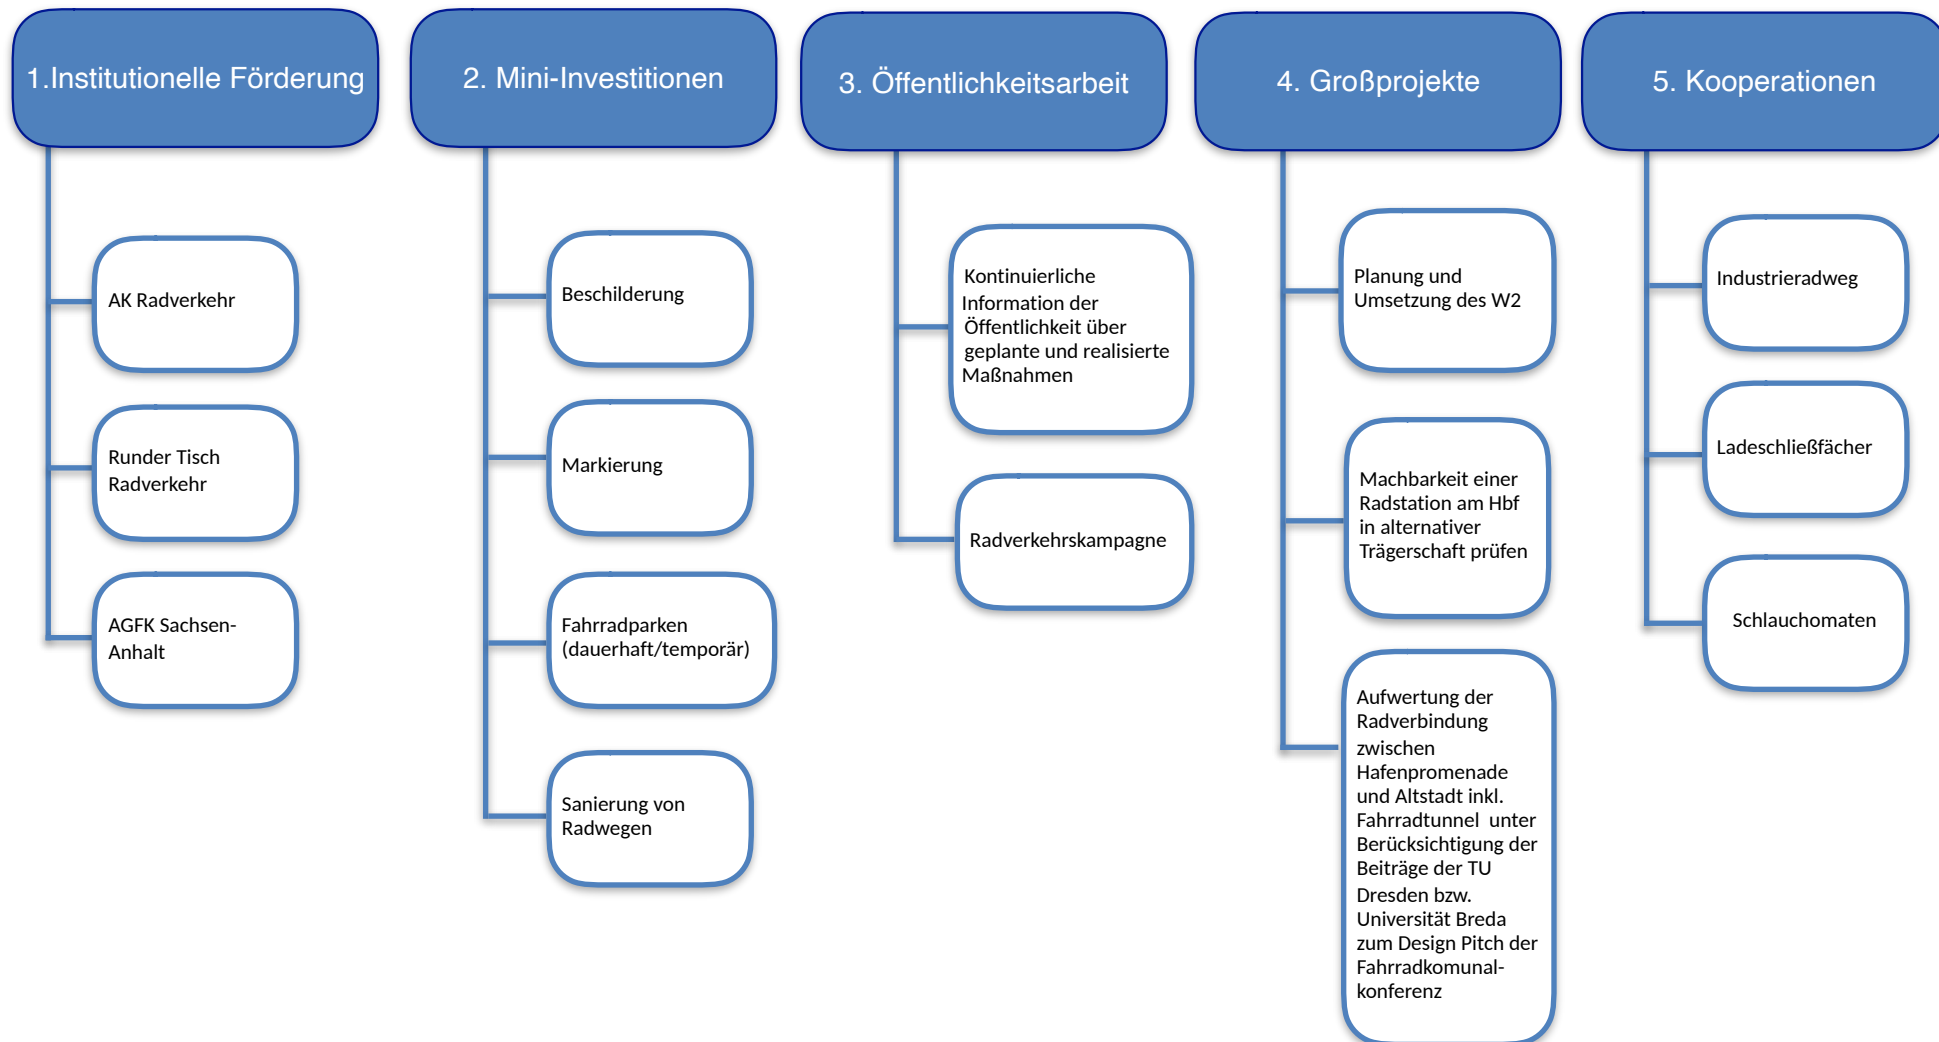 1.Institutionelle Förderung
AK Radverkehr
Runder Tisch
Radverkehr
AGFK Sachsen-
Anhalt
2. Mini-Investitionen
Beschilderung
Markierung
Fahrradparken
(dauerhaft/temporär)
Sanierung von
Radwegen
3. Öffentlichkeitsarbeit
Kontinuierliche
Information der
Öffentlichkeit über
geplante und realisierte
Maßnahmen
Radverkehrskampagne
4. Großprojekte
Planung und
Umsetzung des W2
Machbarkeit einer
Radstation am Hbf
in alternativer
Trägerschaft prüfen
Aufwertung der
Radverbindung
zwischen
Hafenpromenade
und Altstadt inkl.
Fahrradtunnel unter
Berücksichtigung der
Beiträge der TU
Dresden bzw.
Universität Breda
zum Design Pitch der
Fahrradkomunal-
konferenz
5. Kooperationen
Industrieradweg
Ladeschließfächer
Schlauchomaten